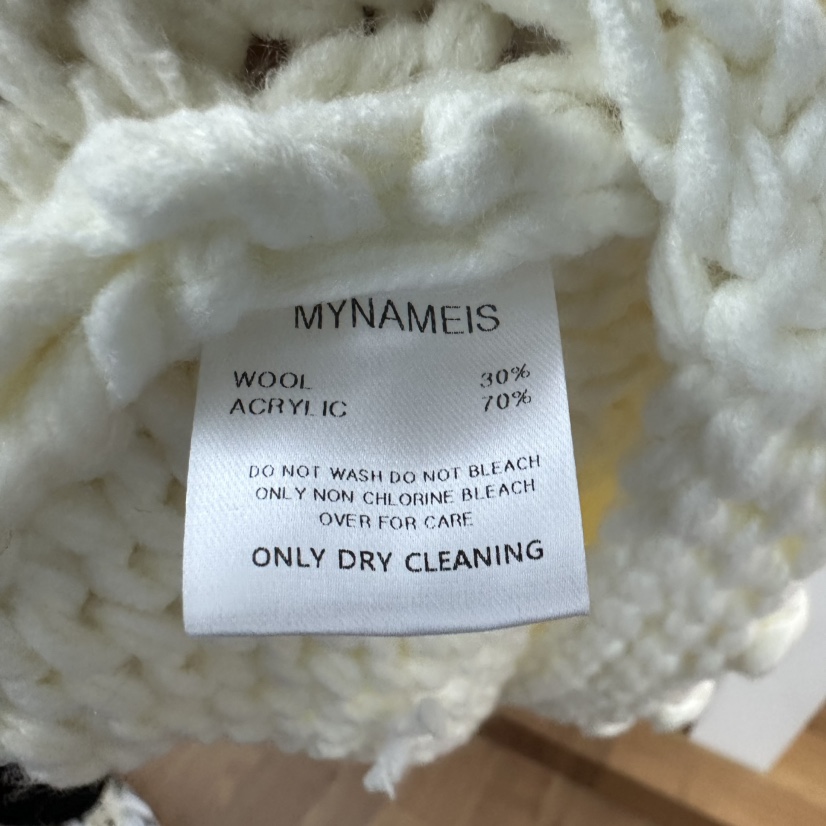 MYNAMEIS
WOOL 30%
ACRYLIC 70%
DO NOT WASH DO NOT BLEACH
ONLY NON CHLORINE BLEACH
OVER FOR CARE
ONLY DRY CLEANING